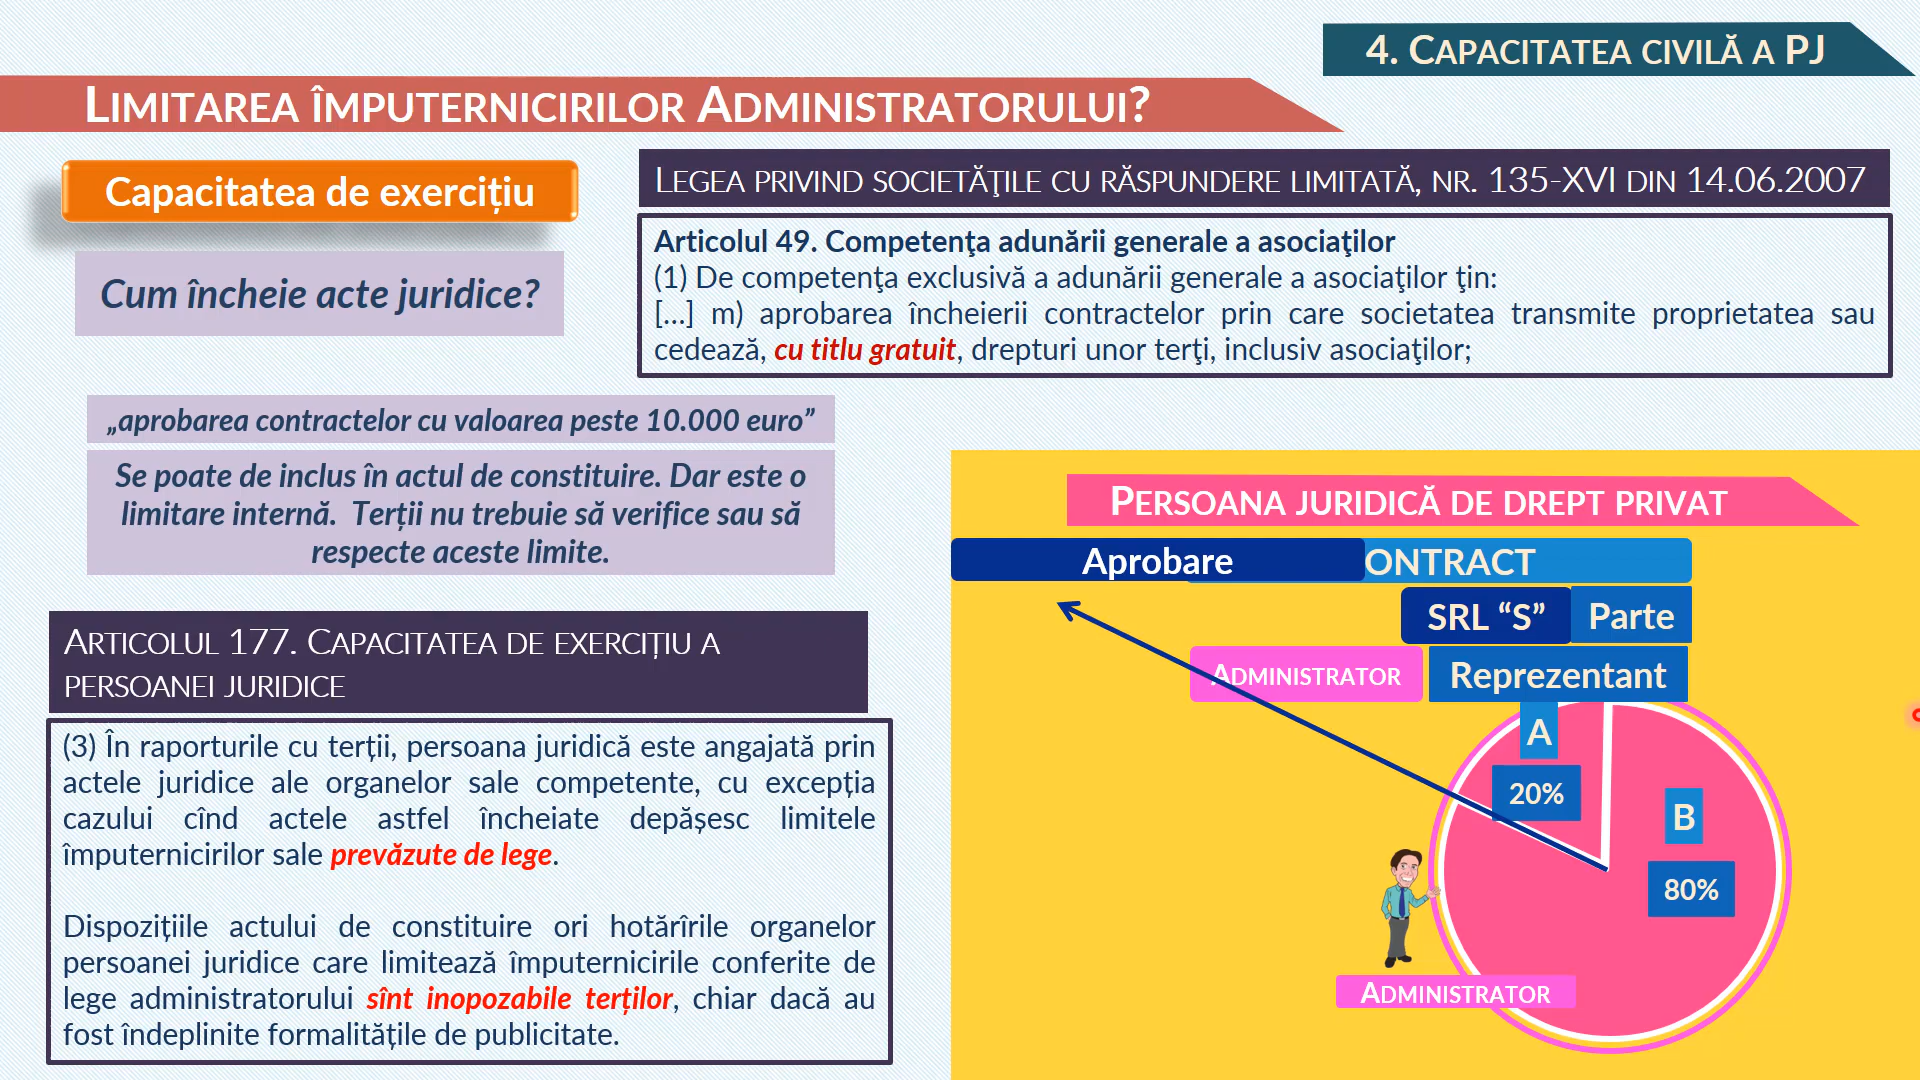 4. CAPACITATEA CIVILĂ A PJ
LIMITAREA ÎMPUTERNICIRILOR ADMINISTRATORULUI?
Capacitatea de exercițiu
Cum încheie acte juridice?
LEGEA PRIVIND SOCIETĂŢILE CU RĂSPUNDERE LIMITATĂ, NR. 135-XVI DIN 14.06.2007
Articolul 49. Competenţa adunării generale a asociaţilor
(1) De competenţa exclusivă a adunării generale a asociaţilor ţin:
[...] m) aprobarea încheierii contractelor prin care societatea transmite proprietatea sau
cedează, cu titlu gratuit, drepturi unor terţi, inclusiv asociaţilor;
„aprobarea contractelor cu valoarea peste 10.000 euro”
Se poate de inclus în actul de constituire. Dar este o
limitare internă. Terții nu trebuie să verifice sau să
respecte aceste limite.
ARTICOLUL 177. CAPACITATEA DE EXERCIȚIU A
PERSOANEI JURIDICE
(3) În raporturile cu terții, persoana juridică este angajată prin
actele juridice ale organelor sale competente, cu excepția
cazului cînd actele astfel încheiate depășesc limitele
împuternicirilor sale prevăzute de lege.
Dispozițiile actului de constituire ori hotărîrile organelor
persoanei juridice care limitează împuternicirile conferite de
lege administratorului sînt inopozabile terților, chiar dacă au
fost îndeplinite formalitățile de publicitate.
PERSOANA JURIDICĂ DE DREPT PRIVAT
Aprobare ONTRACT
SRL “S” Parte
ADMINISTRATOR Reprezentant
A
20%
B
80%
ADMINISTRATOR